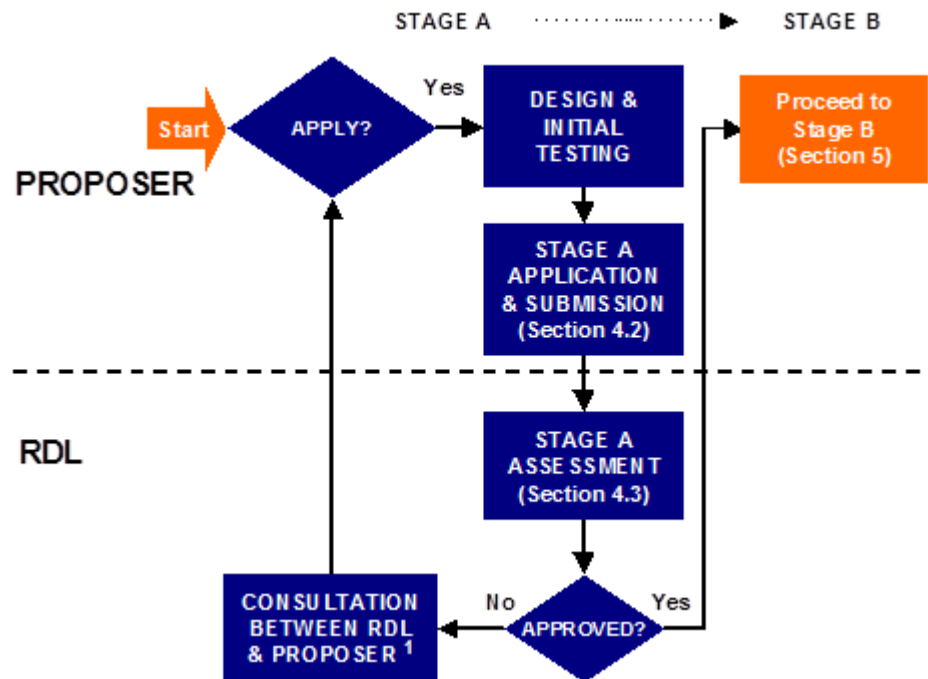 STAGE A
STAGE B
Start
APPLY?
Yes
DESIGN &
INITIAL
TESTING
Proceed to
Stage B
(Section 5)
PROPOSER
STAGE A
APPLICATION
& SUBMISSION
(Section 4.2)
RDL
STAGE A
ASSESSMENT
(Section 4.3)
CONSULTATION
BETWEEN RDL
& PROPOSER ¹
No
APPROVED?
Yes